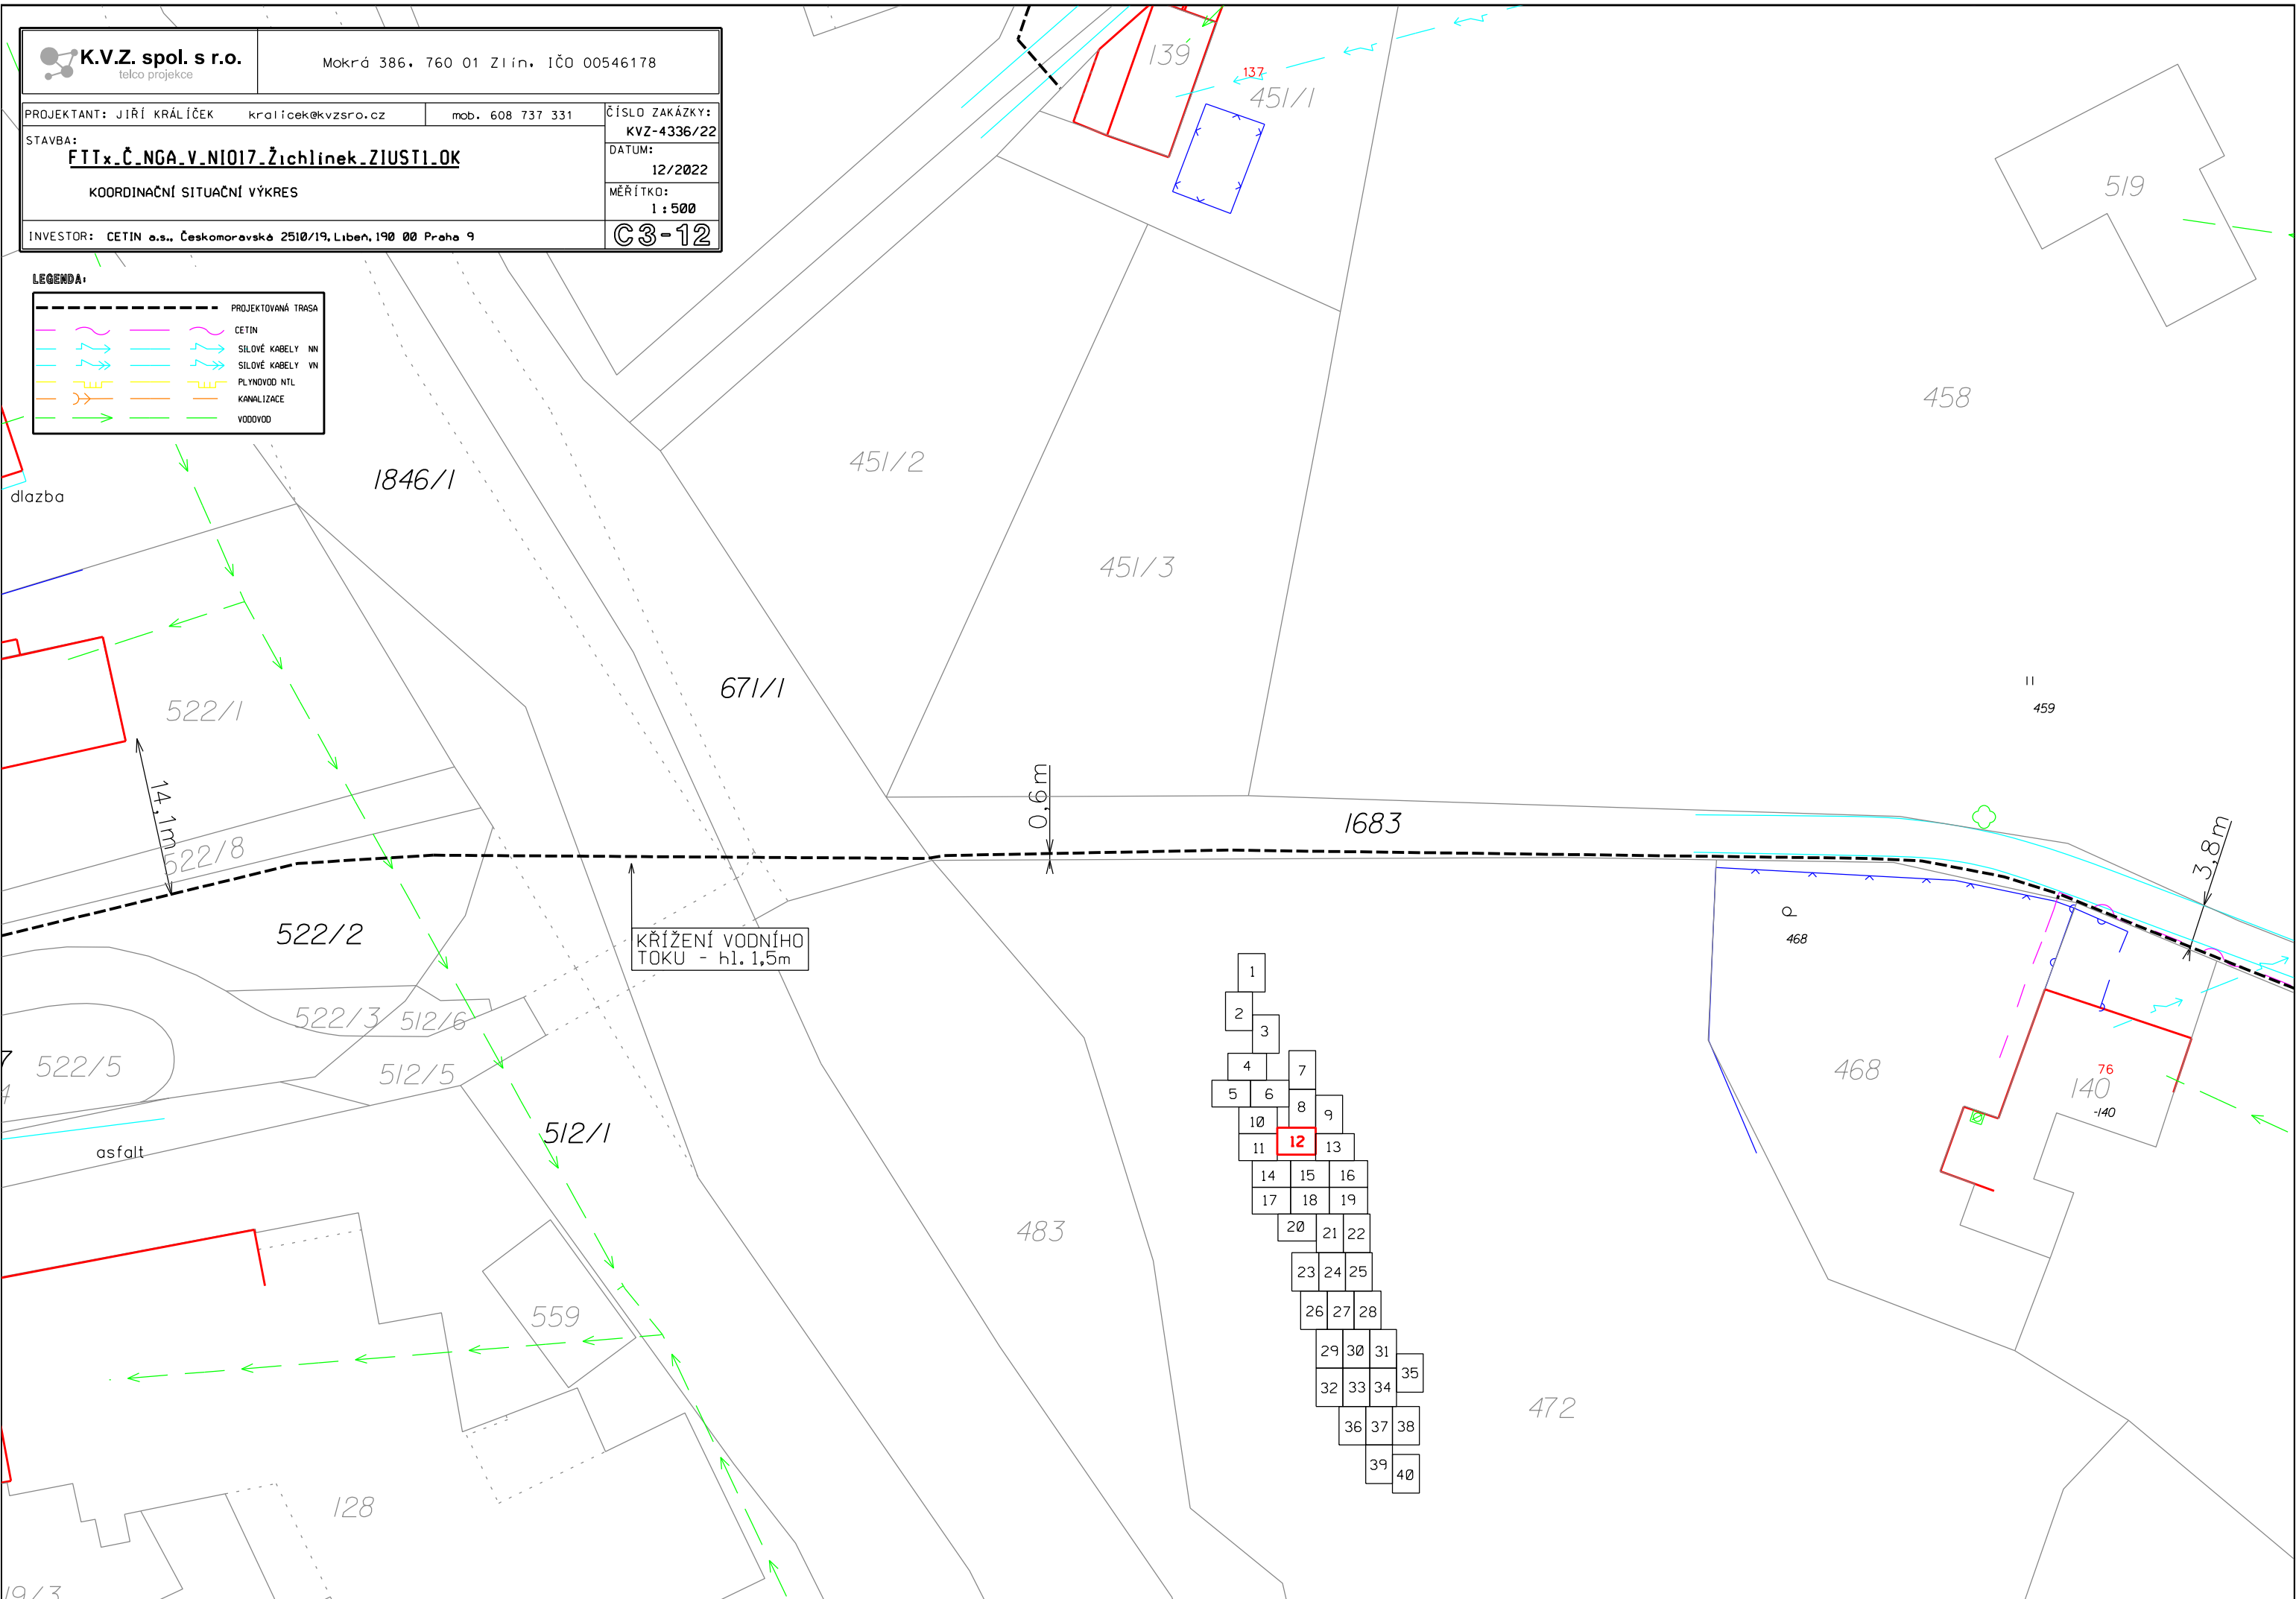 K.V.Z. spol. s r.o.
telco projekce
Mokrá 386, 760 01 Zlín, IČO 00546178
PROJEKTANT: JIŘÍ KRÁLÍČEK kralicek@kvzsro.cz mob. 608 737 331
ČÍSLO ZAKÁZKY:
KVZ-4336/22
STAVBA:
FTTx_Č_NGA_V_NIO17_Žichlínek_ZIUST1_OK
KOORDINAČNÍ SITUAČNÍ VÝKRES
DATUM:
12/2022
MĚŘÍTKO:
1:500
INVESTOR: CETIN a.s., Českomoravská 2510/19, Libeň, 190 00 Praha 9
C3-12
LEGENDA:
PROJEKTOVANÁ TRASA
CETIN
SILOVÉ KABELY NN
SILOVÉ KABELY VN
PLYNOVOD NTL
KANALIZACE
VODOVOD
139
137
451/1
519
458
451/2
1846/1
dlazba
451/3
671/1
459
522/1
14,1m
0,6m
1683
3,8m
522/8
522/2
KŘÍŽENÍ VODNÍHO
TOKU - hl. 1,5m
468
522/3
512/6
522/5
7
4
512/5
468
76
140
-140
512/1
asfalt
483
559
472
128
19/3
1
2
3
4
7
5
6
8
9
10
11
12
13
14
15
16
17
18
19
20
21
22
23
24
25
26
27
28
29
30
31
35
32
33
34
36
37
38
39
40